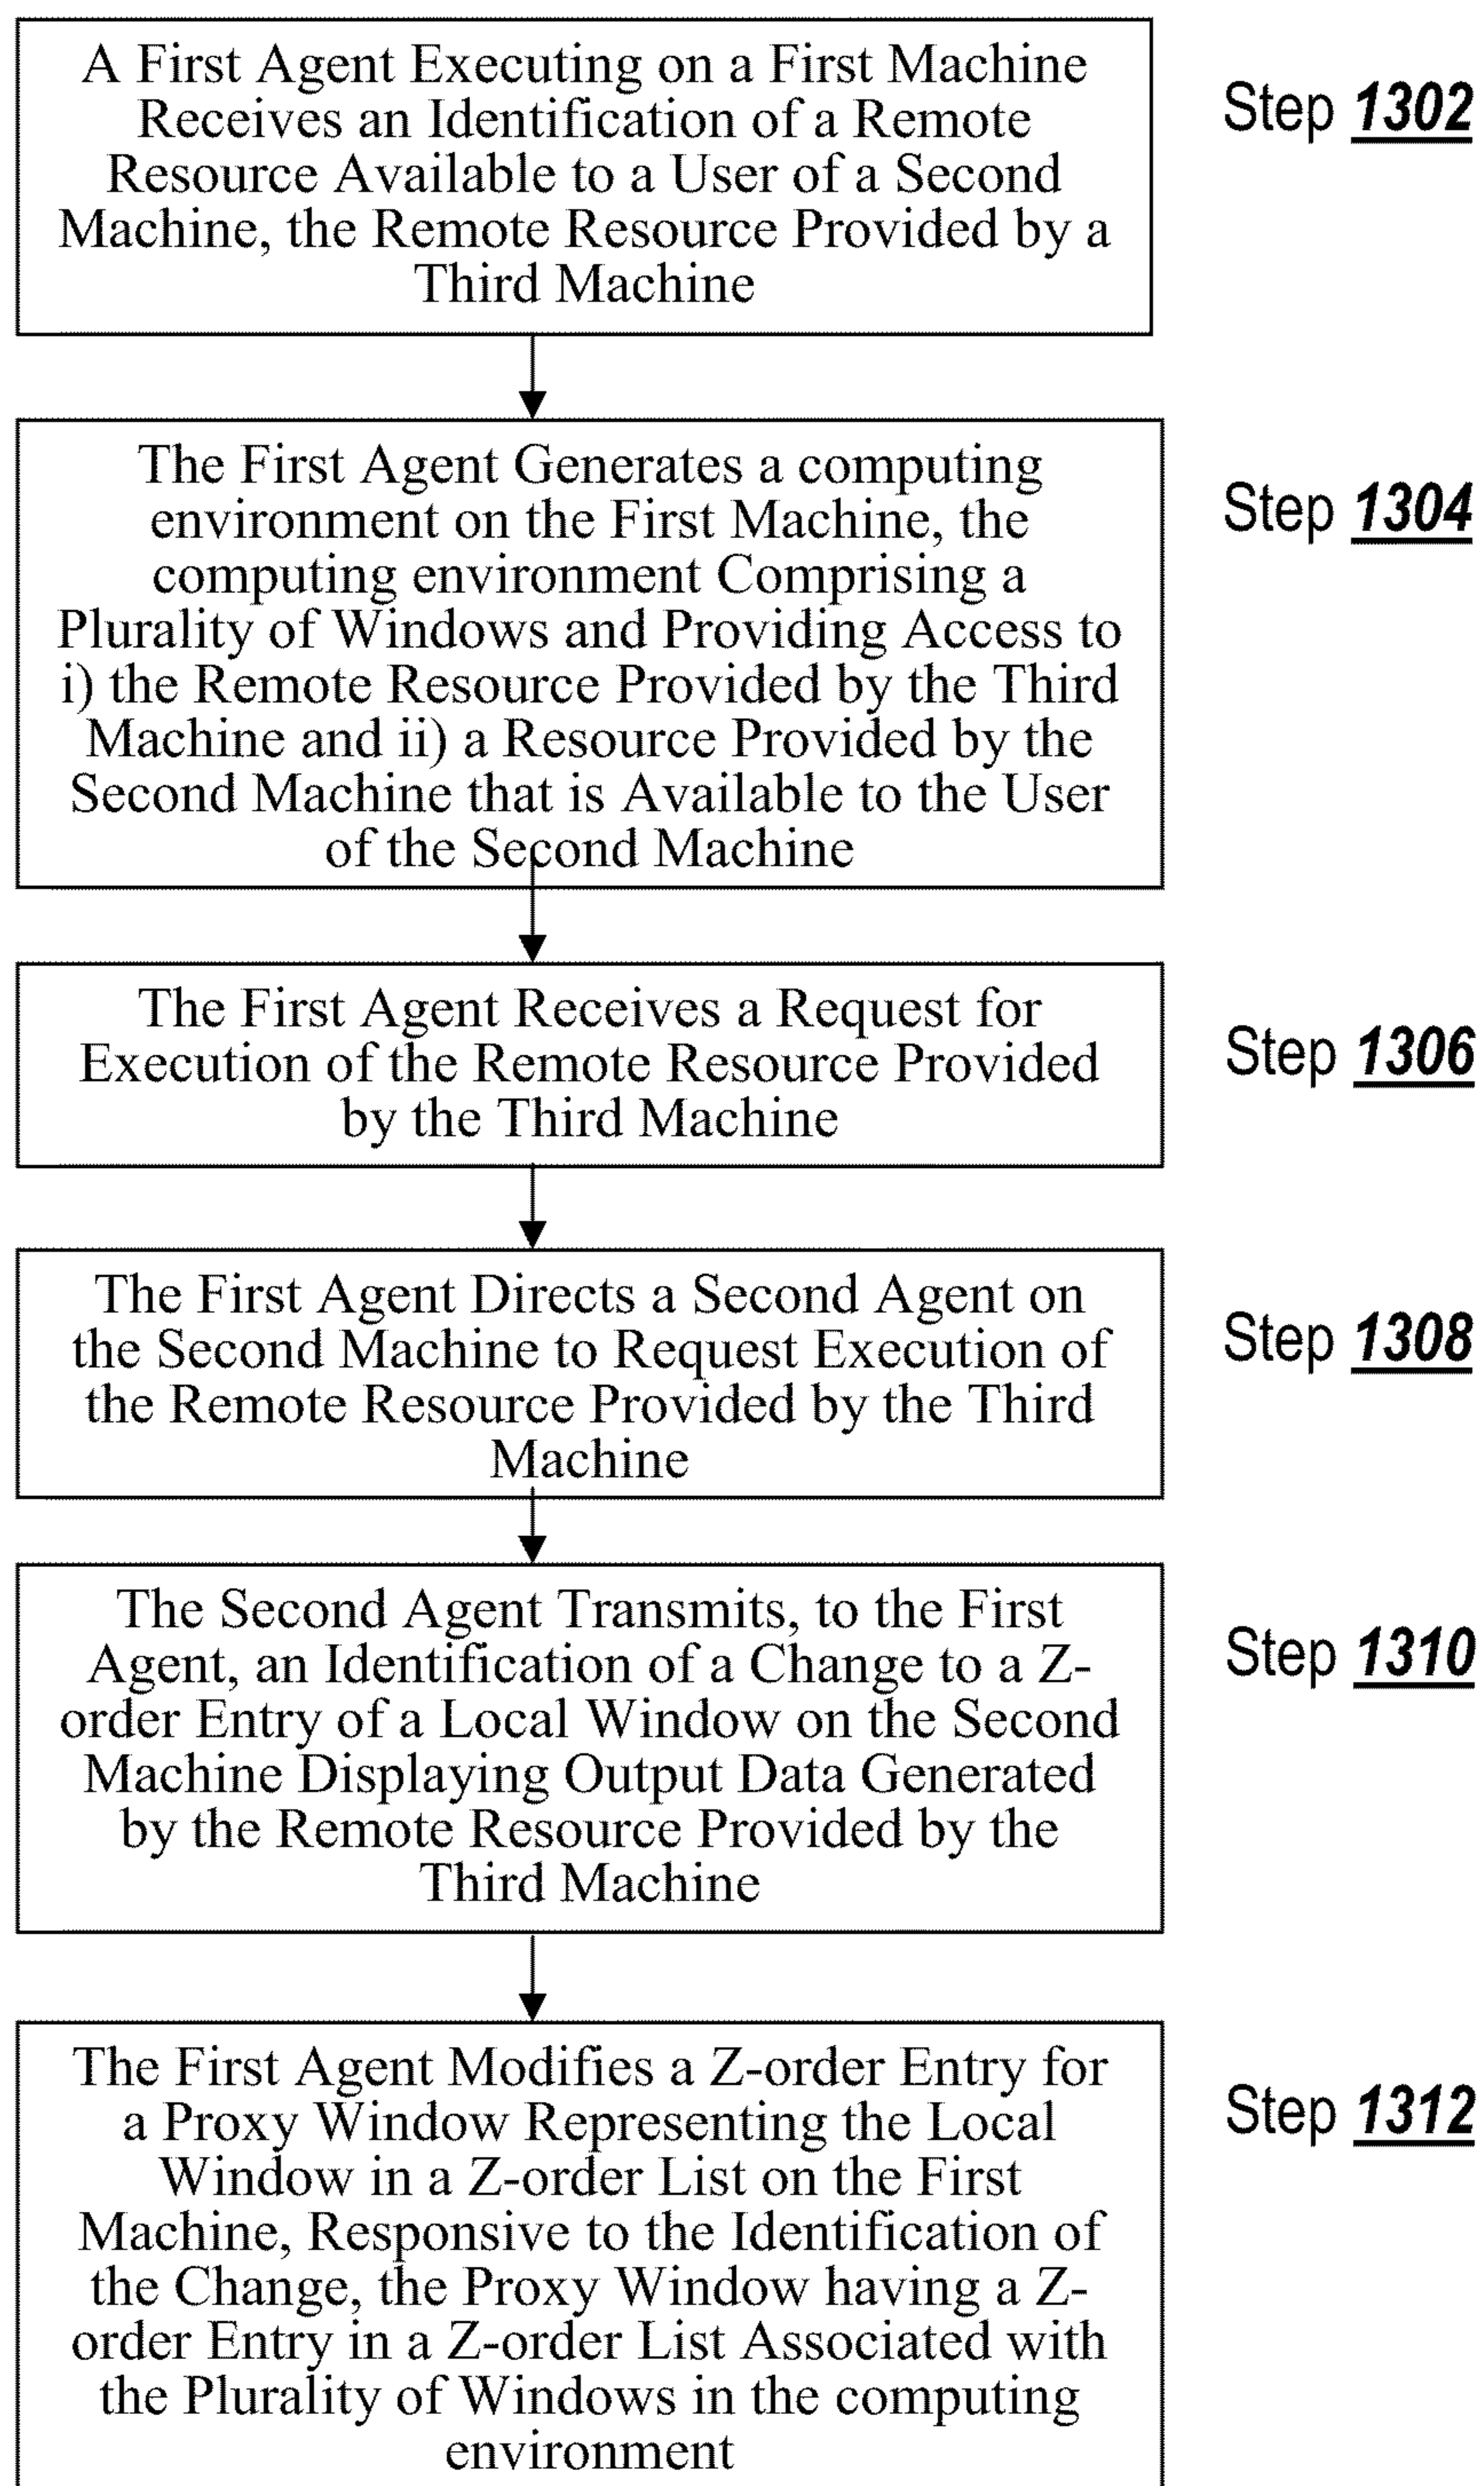 A First Agent Executing on a First Machine
Receives an Identification of a Remote
Resource Available to a User of a Second
Machine, the Remote Resource Provided by a
Third Machine
Step 1302
The First Agent Generates a computing
environment on the First Machine, the
computing environment Comprising a
Plurality of Windows and Providing Access to
i) the Remote Resource Provided by the Third
Machine and ii) a Resource Provided by the
Second Machine that is Available to the User
of the Second Machine
Step 1304
The First Agent Receives a Request for
Execution of the Remote Resource Provided
by the Third Machine
Step 1306
The First Agent Directs a Second Agent on
the Second Machine to Request Execution of
the Remote Resource Provided by the Third
Machine
Step 1308
The Second Agent Transmits, to the First
Agent, an Identification of a Change to a Z-
order Entry of a Local Window on the Second
Machine Displaying Output Data Generated
by the Remote Resource Provided by the
Third Machine
Step 1310
The First Agent Modifies a Z-order Entry for
a Proxy Window Representing the Local
Window in a Z-order List on the First
Machine, Responsive to the Identification of
the Change, the Proxy Window having a Z-
order Entry in a Z-order List Associated with
the Plurality of Windows in the computing
environment
Step 1312